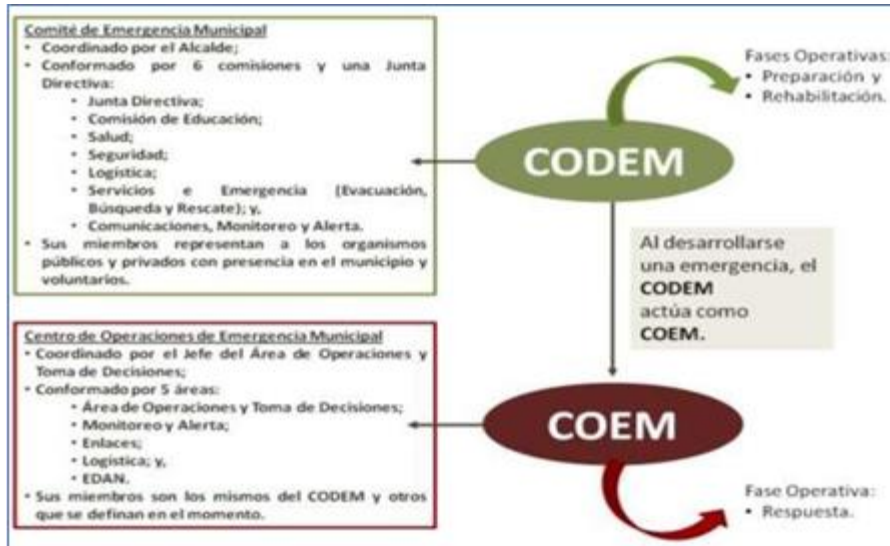 Comité de Emergencia Municipal
• Coordinado por el Alcalde;
• Conformado por 6 comisiones y una Junta
Directiva:
• Junta Directiva;
• Comisión de Educación;
• Salud;
• Seguridad;
• Logística;
• Servicios e Emergencia (Evacuación,
Búsqueda y Rescate); y,
• Comunicaciones, Monitoreo y Alerta.
• Sus miembros representan a los organismos
públicos y privados con presencia en el municipio y
voluntarios.
Fases Operativas:
• Preparación y
• Rehabilitación.
CODEM
Al desarrollarse
una emergencia, el
CODEM
actúa como
COEM.
Centro de Operaciones de Emergencia Municipal
• Coordinado por el Jefe del Área de Operaciones y
Toma de Decisiones;
• Conformado por 5 áreas:
• Área de Operaciones y Toma de Decisiones;
• Monitoreo y Alerta;
• Enlaces;
• Logística; y,
• EDAN.
• Sus miembros son los mismos del CODEM y otros
que se definan en el momento.
COEM
Fase Operativa:
• Respuesta.